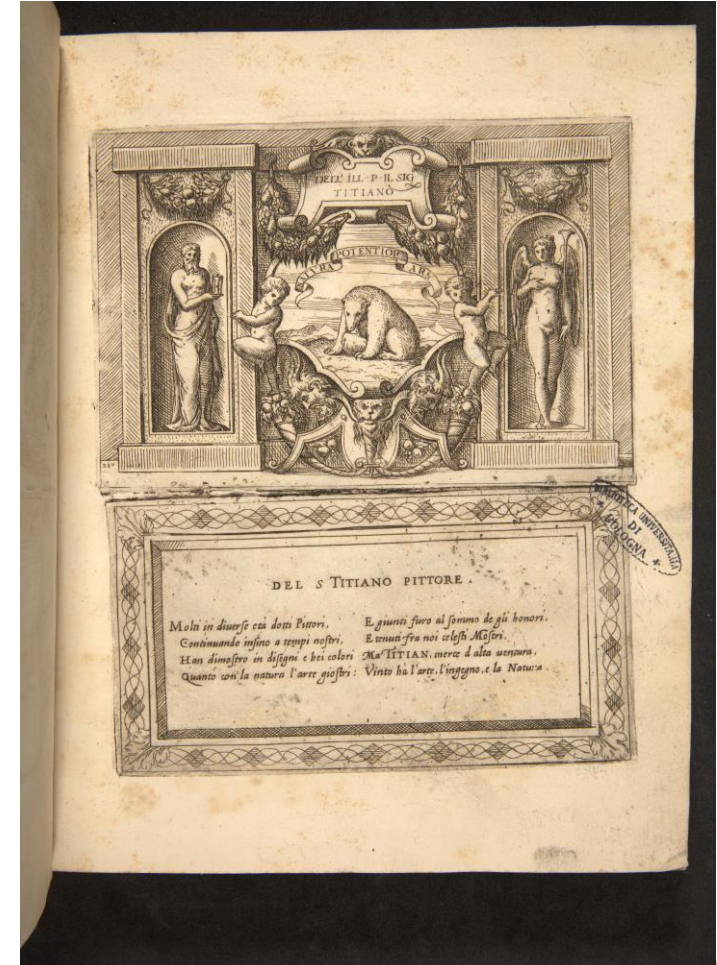 DELL' ILL. P. IL SIG
TITIANO
NATVRA POTENTIOR ARS
BIBLIOTECA UNIVERSITARIA
DI
BOLOGNA
DEL S TITIANO PITTORE.
Molti in diverse età dotti Pittori,
Continuando insino a tempi nostri,
Han dimostro in disegni e bei colori
Quanto con la natura l'arte giostri:
E giunti furo al sommo de gli honori.
E tenuti fra noi celesti Mostri.
Ma TITIAN, merce d'alta ventura,
Vinto hà l'arte, l'ingegno, e la Natura.